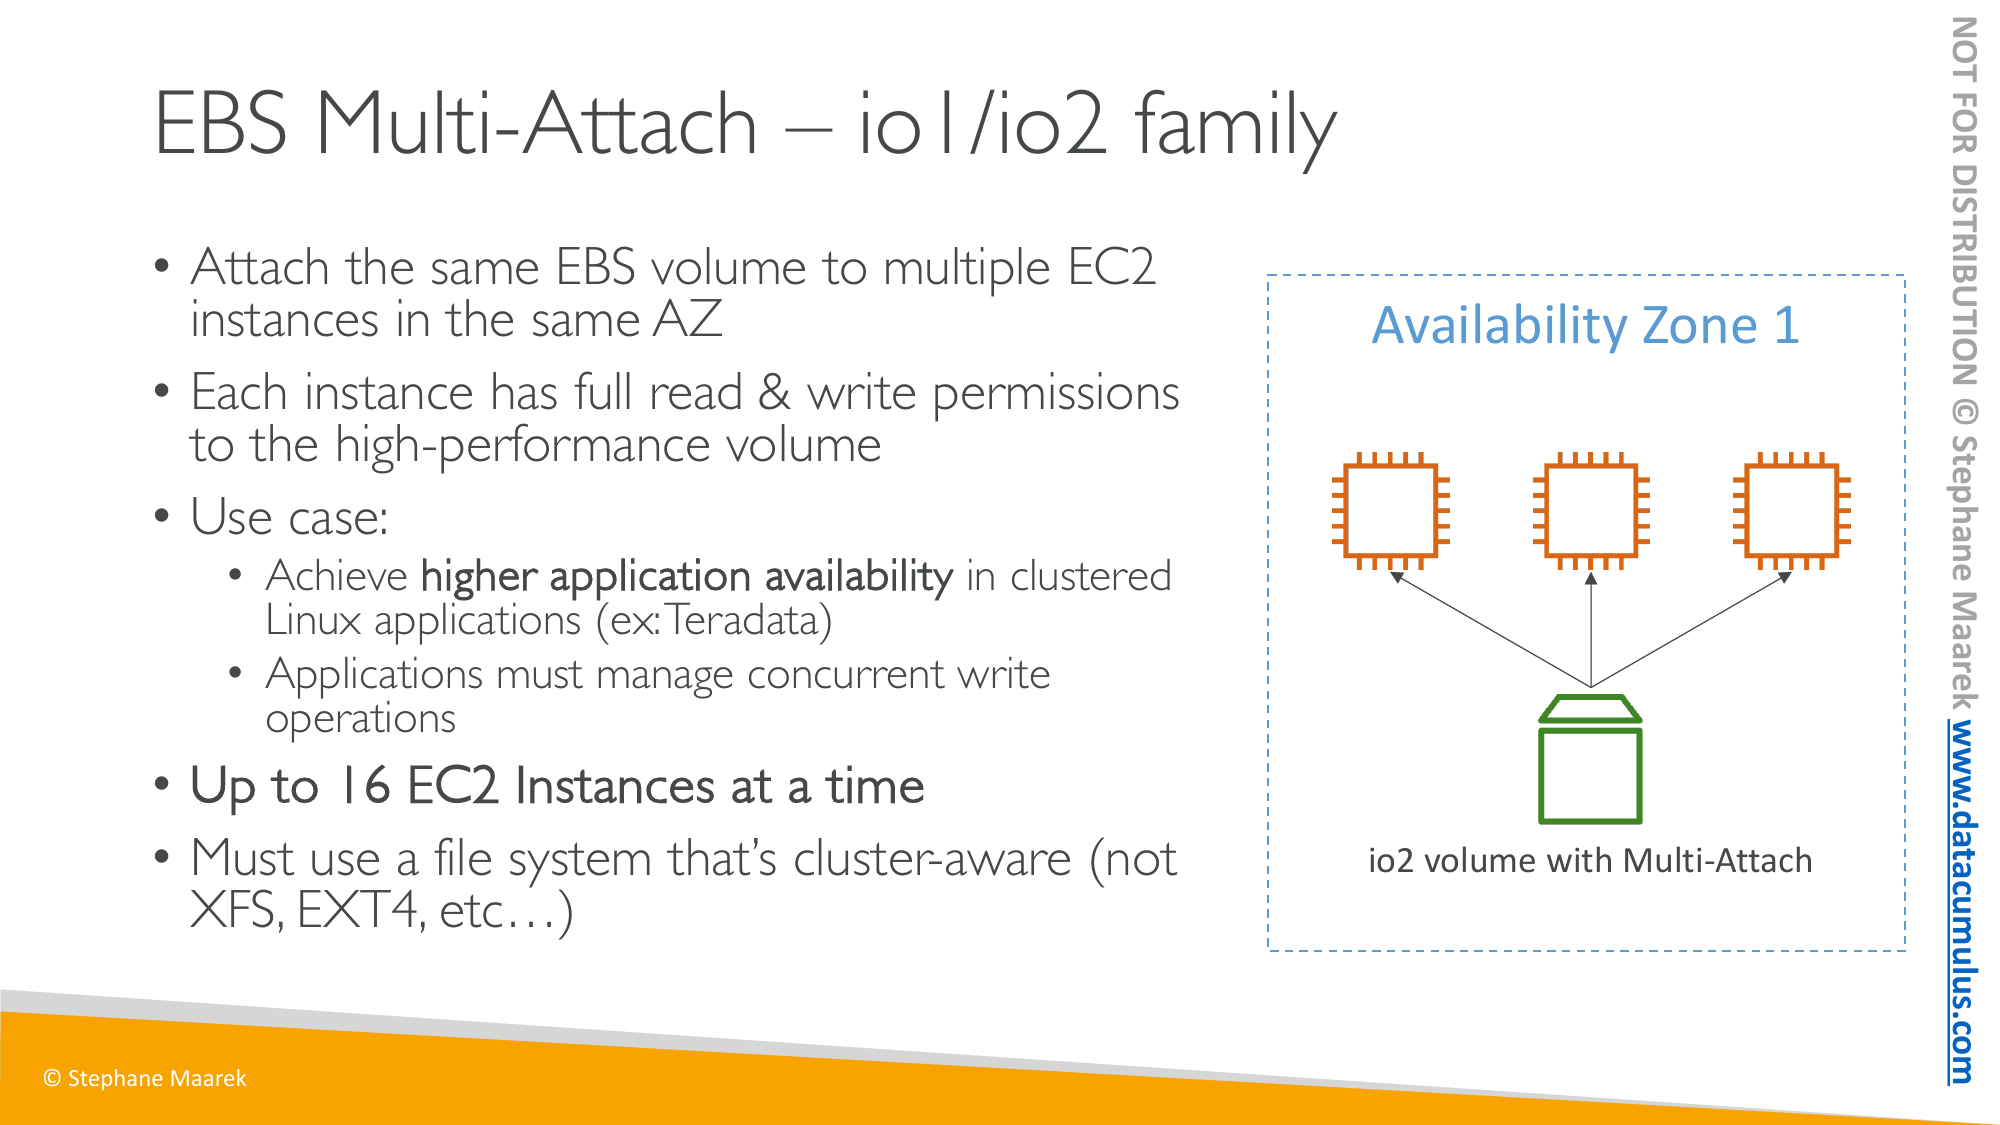 EBS Multi-Attach – io1/io2 family
• Attach the same EBS volume to multiple EC2
instances in the same AZ
• Each instance has full read & write permissions
to the high-performance volume
• Use case:
• Achieve higher application availability in clustered
Linux applications (ex: Teradata)
• Applications must manage concurrent write
operations
• Up to 16 EC2 Instances at a time
• Must use a file system that’s cluster-aware (not
XFS, EXT4, etc…)
Availability Zone 1
io2 volume with Multi-Attach
© Stephane Maarek
NOT FOR DISTRIBUTION © Stephane Maarek www.datacumulus.com